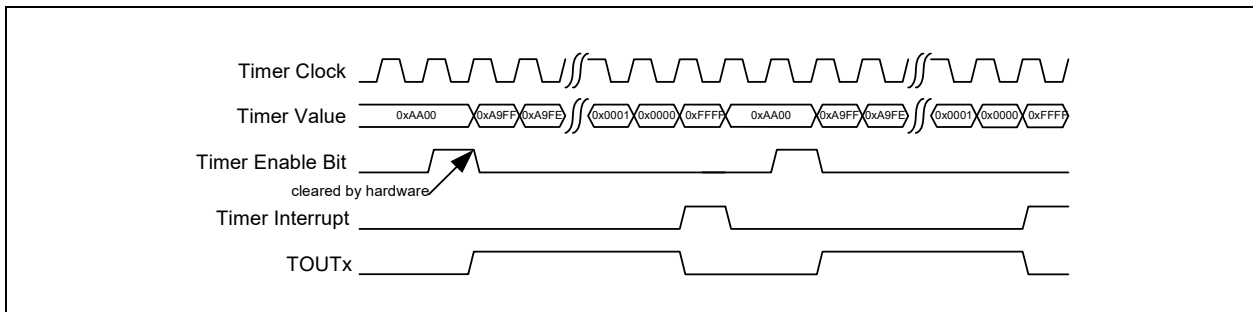 Timer Clock
Timer Value 0xAA00 0xA9FF 0xA9FE 0x0001 0x0000 0xFFFF 0xAA00 0xA9FF 0xA9FE 0x0001 0x0000 0xFFFF
Timer Enable Bit
cleared by hardware
Timer Interrupt
TOUTx